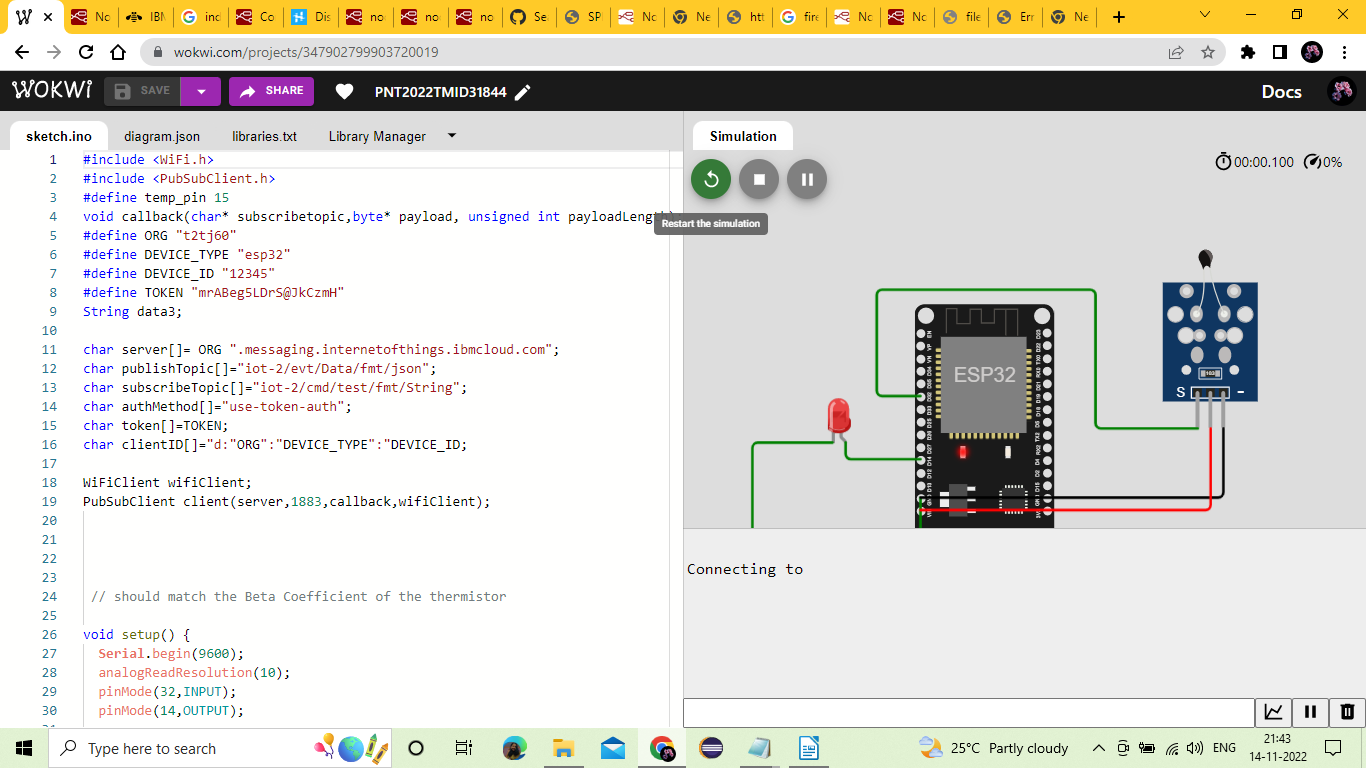 No
IBN
ind
Co
Dis
no
no
no
Se
SP
No
Ne
htt
fire
No
No
file
Err
Ne
wokwi.com/projects/347902799903720019
WOKWI
SAVE
SHARE
PNT2022TMID31844
Docs
sketch.ino
diagram.json
libraries.txt
Library Manager
Simulation
1 #include <WiFi.h>
2 #include <PubSubClient.h>
3 #define temp_pin 15
4 void callback(char* subscribetopic,byte* payload, unsigned int payloadLength)
5 #define ORG "t2tj60"
6 #define DEVICE_TYPE "esp32"
7 #define DEVICE_ID "12345"
8 #define TOKEN "mrABeg5LDrS@JkCzmH"
9 String data3;
10
11 char server[]= ORG ".messaging.internetofthings.ibmcloud.com";
12 char publishTopic[]="iot-2/evt/Data/fmt/json";
13 char subscribeTopic[]="iot-2/cmd/test/fmt/String";
14 char authMethod[]="use-token-auth";
15 char token[]=TOKEN;
16 char clientID[]="d:"ORG":"DEVICE_TYPE":"DEVICE_ID;
17
18 WiFiClient wifiClient;
19 PubSubClient client(server,1883,callback,wifiClient);
20
21
22
23
24 // should match the Beta Coefficient of the thermistor
25
26 void setup() {
27 Serial.begin(9600);
28 analogReadResolution(10);
29 pinMode(32,INPUT);
30 pinMode(14,OUTPUT);
00:00.100
0%
Restart the simulation
ESP32
103
S
-
Connecting to
Type here to search
25°C Partly cloudy
ENG
21:43
14-11-2022